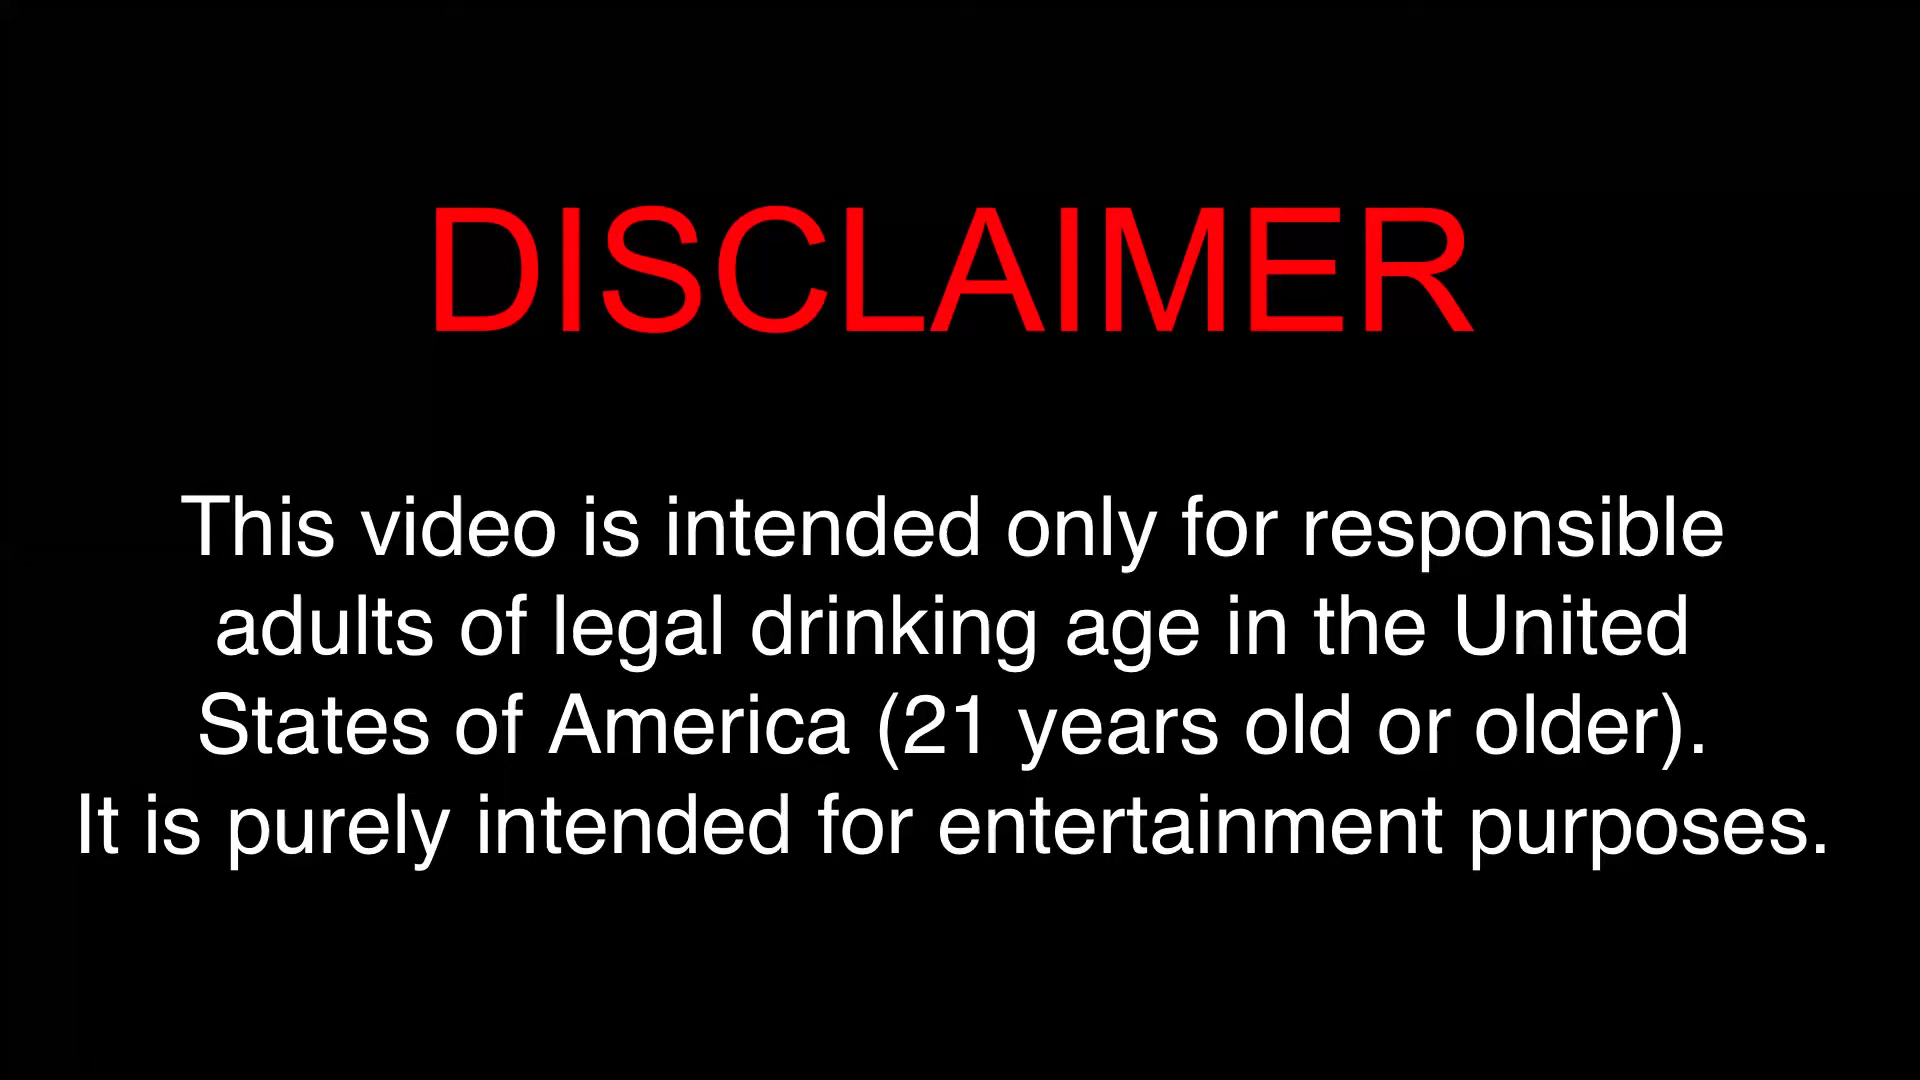 DISCLAIMER
This video is intended only for responsible
adults of legal drinking age in the United
States of America (21 years old or older).
It is purely intended for entertainment purposes.